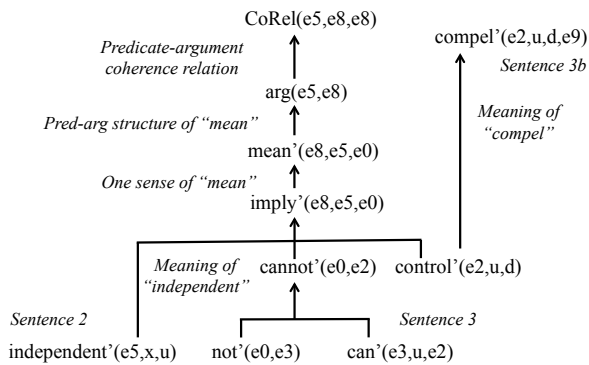 CoRel(e5,e8,e8)
compel’(e2,u,d,e9)
Predicate-argument
coherence relation
Sentence 3b
arg(e5,e8)
Meaning of
“compel”
Pred-arg structure of “mean”
mean’(e8,e5,e0)
One sense of “mean”
imply’(e8,e5,e0)
Meaning of
“independent”
cannot’(e0,e2)
control’(e2,u,d)
Sentence 2
Sentence 3
independent’(e5,x,u)
not’(e0,e3)
can’(e3,u,e2)